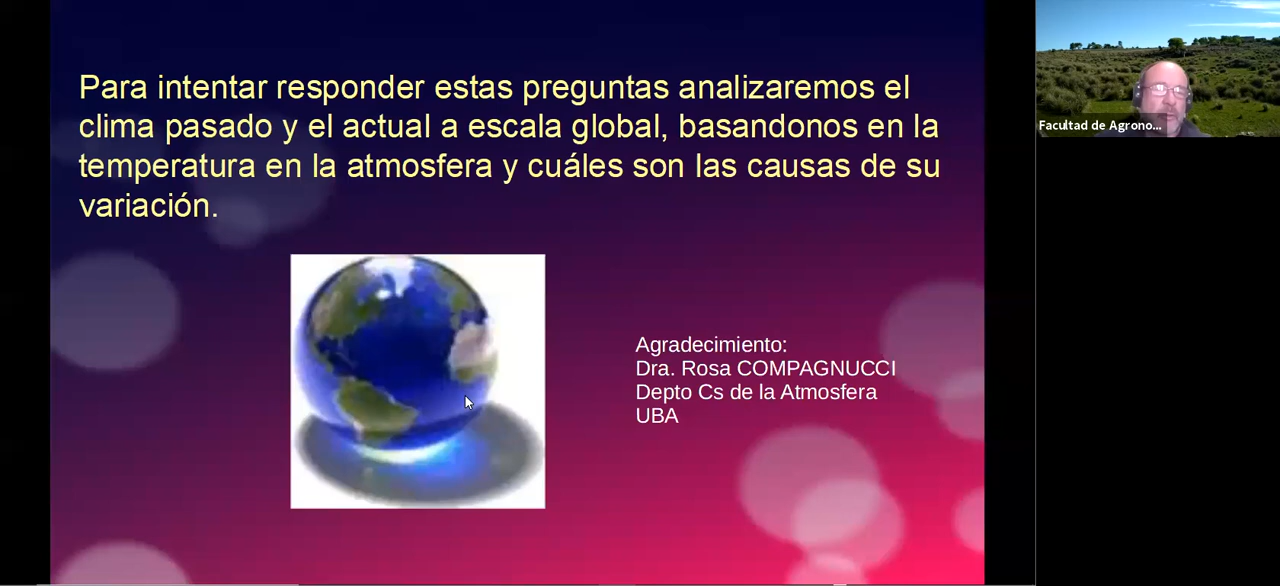 Para intentar responder estas preguntas analizaremos el
clima pasado y el actual a escala global, basandonos en la
temperatura en la atmosfera y cuáles son las causas de su
variación.
Agradecimiento:
Dra. Rosa COMPAGNUCCI
Depto Cs de la Atmosfera
UBA
Facultad de Agrono...